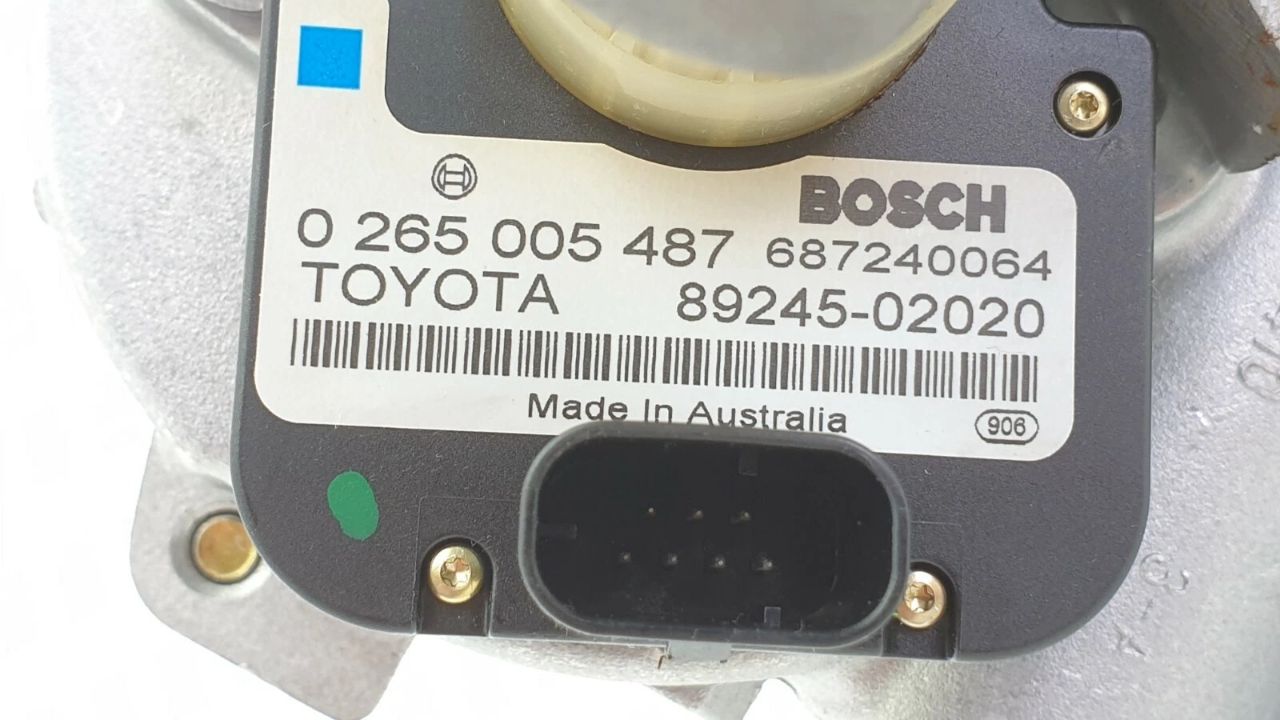 BOSCH
0 265 005 487 687240064
TOYOTA 89245-02020
Made In Australia
906